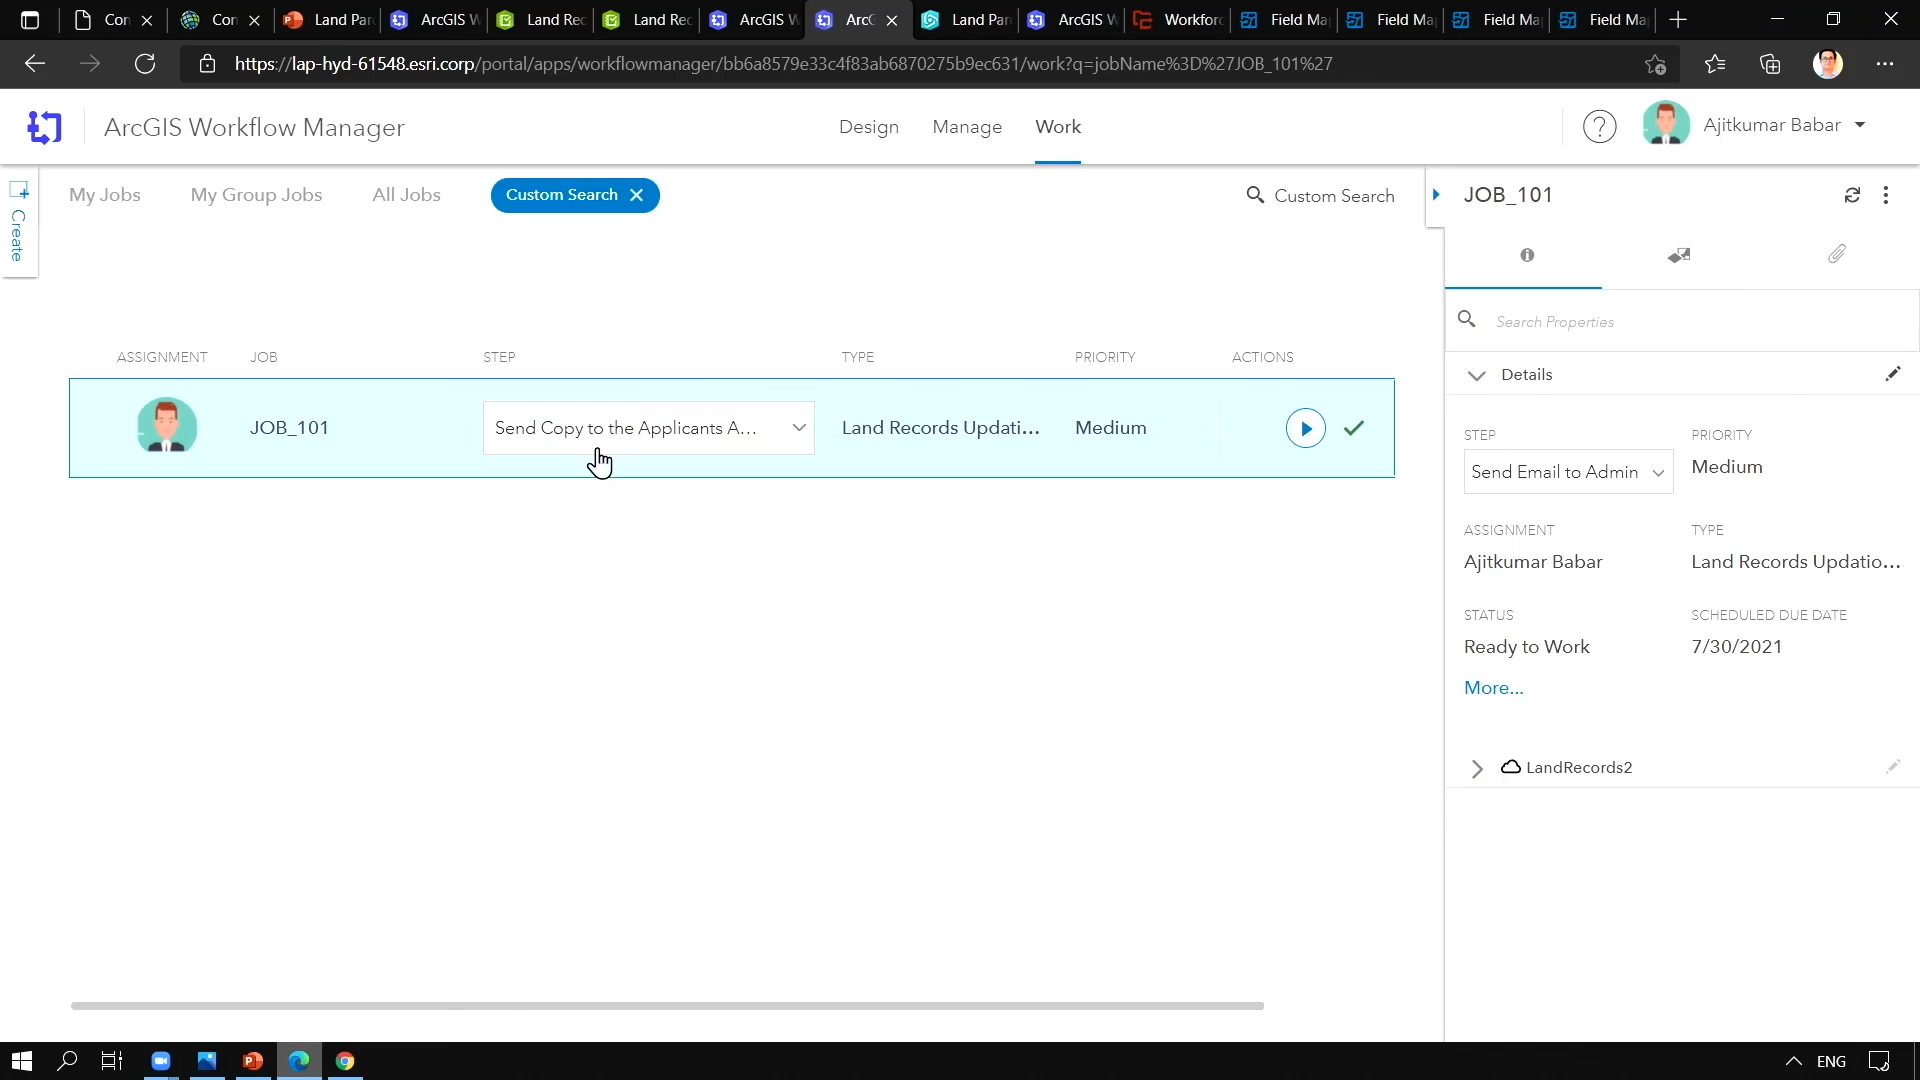 Con
Con
Land Par
ArcGIS W
Land Rec
Land Rec
ArcGIS W
ArcG
Land Par
ArcGIS W
Workforc
Field Ma
Field Ma
Field Ma
Field Ma
https://lap-hyd-61548.esri.corp/portal/apps/workflowmanager/bb6a8579e33c4f83ab6870275b9ec631/work?q=jobName%3D%27JOB_101%27
ArcGIS Workflow Manager
Design
Manage
Work
?
Ajitkumar Babar
Create
My Jobs
My Group Jobs
All Jobs
Custom Search
Custom Search
JOB_101
Search Properties
ASSIGNMENT
JOB
STEP
TYPE
PRIORITY
ACTIONS
JOB_101
Send Copy to the Applicants A...
Land Records Updati...
Medium
Details
STEP
PRIORITY
Send Email to Admin
Medium
ASSIGNMENT
TYPE
Ajitkumar Babar
Land Records Updatio...
STATUS
SCHEDULED DUE DATE
Ready to Work
7/30/2021
More...
LandRecords2
ENG